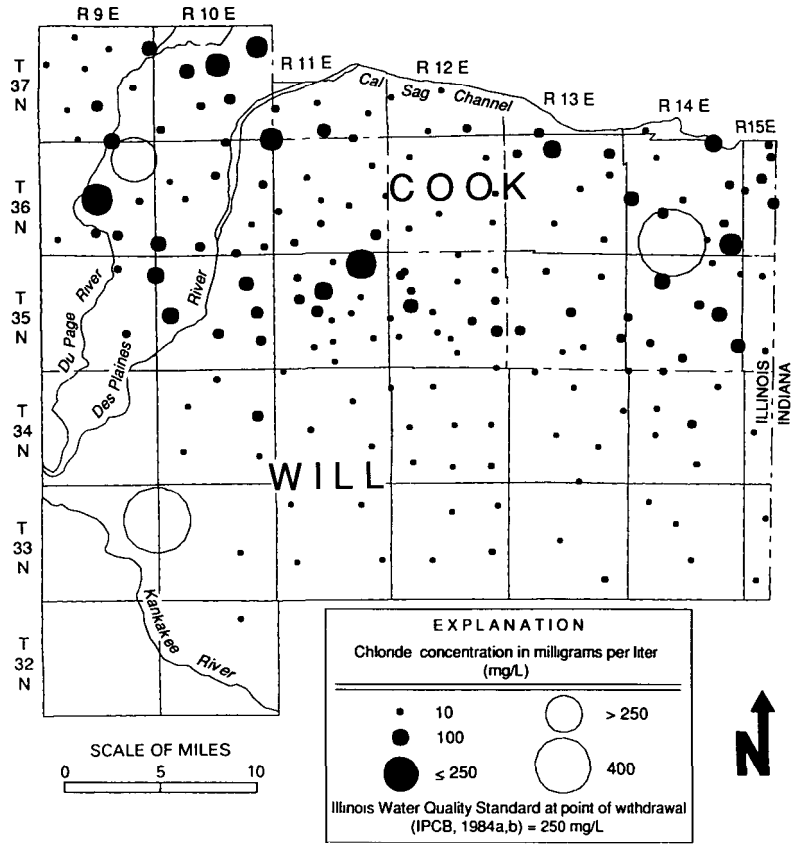 R 9 E
R 10 E
R 11 E
R 12 E
R 13 E
R 14 E
R15E
T
37
N
T
36
N
T
35
N
T
34
N
T
33
N
T
32
N
Cal Sag Channel
COOK
WILL
Du Page River
Des Plaines River
Kankakee River
ILLINOIS
INDIANA
EXPLANATION
Chloride concentration in milligrams per liter
(mg/L)
10
> 250
100
≤ 250
400
Illinois Water Quality Standard at point of withdrawal
(IPCB, 1984a,b) = 250 mg/L
SCALE OF MILES
0 5 10
N